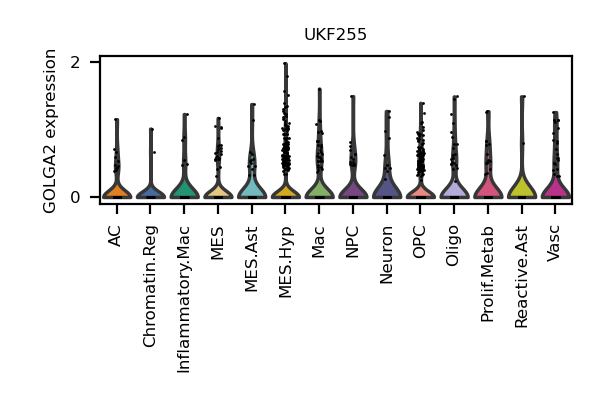 UKF255
GOLGA2 expression
2
0
AC
Chromatin.Reg
Inflammatory.Mac
MES
MES.Ast
MES.Hyp
Mac
NPC
Neuron
OPC
Oligo
Prolif.Metab
Reactive.Ast
Vasc